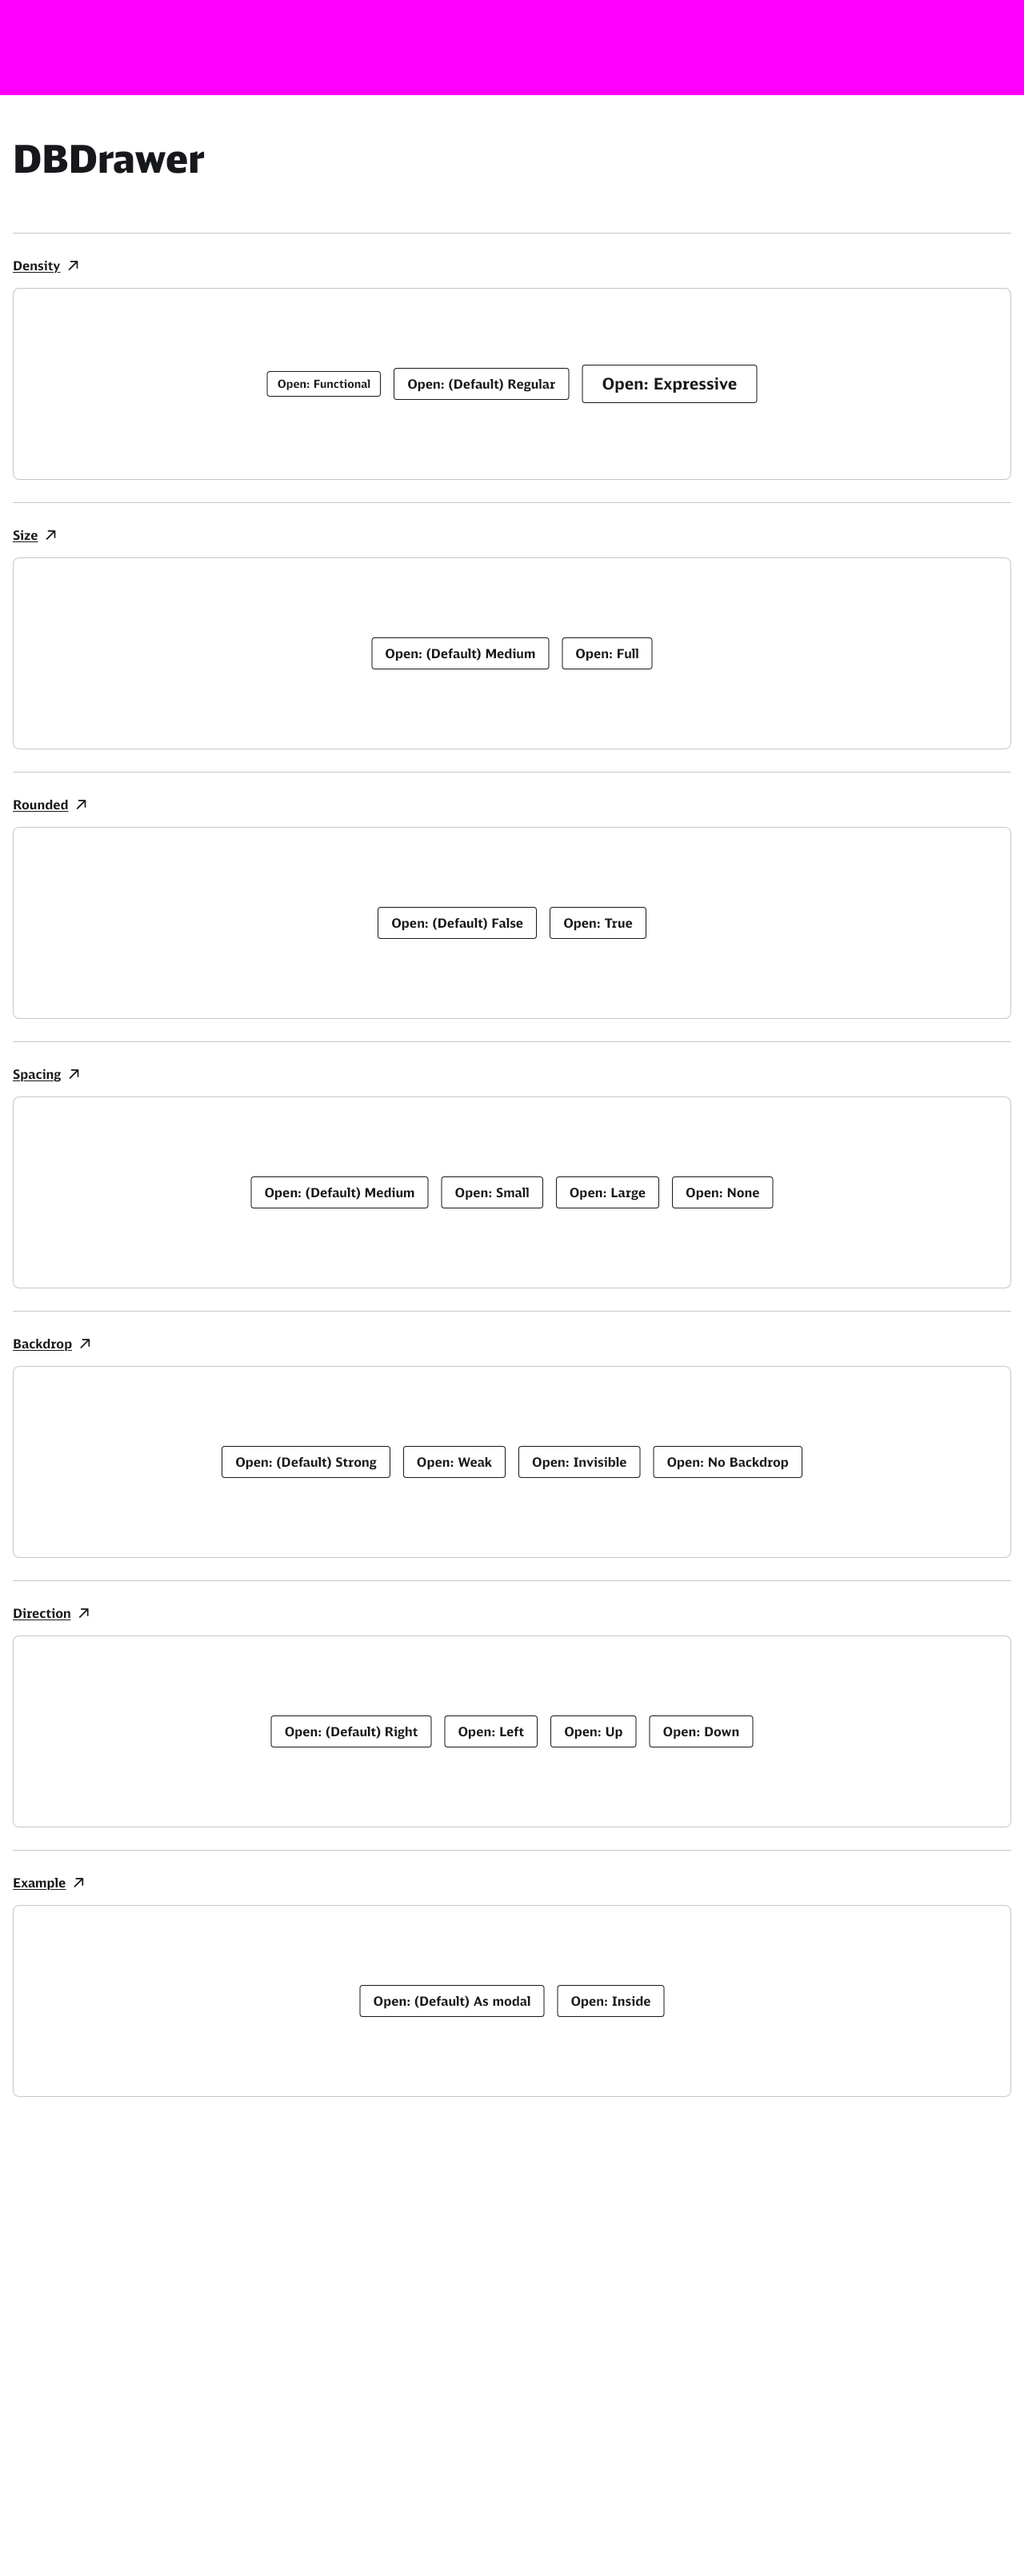 DBDrawer
Density
Open: Functional Open: (Default) Regular Open: Expressive
Size
Open: (Default) Medium Open: Full
Rounded
Open: (Default) False Open: True
Spacing
Open: (Default) Medium Open: Small Open: Large Open: None
Backdrop
Open: (Default) Strong Open: Weak Open: Invisible Open: No Backdrop
Direction
Open: (Default) Right Open: Left Open: Up Open: Down
Example
Open: (Default) As modal Open: Inside